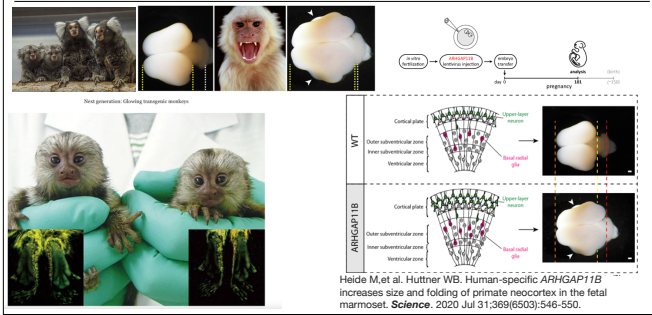 in vitro
fertilization
ARHGAP11B
lentivirus injection
embryo
transfer
analysis
(birth)
day 0
101
(~150)
pregnancy
Next generation: Glowing transgenic monkeys
WT
Cortical plate
Outer subventricular zone
Inner subventricular zone
Ventricular zone
Upper-layer
neuron
Basal radial
glia
ARHGAP11B
Cortical plate
Outer subventricular zone
Inner subventricular zone
Ventricular zone
Upper-layer
neuron
Basal radial
glia
Heide M,et al. Huttner WB. Human-specific ARHGAP11B
increases size and folding of primate neocortex in the fetal
marmoset. Science. 2020 Jul 31;369(6503):546-550.